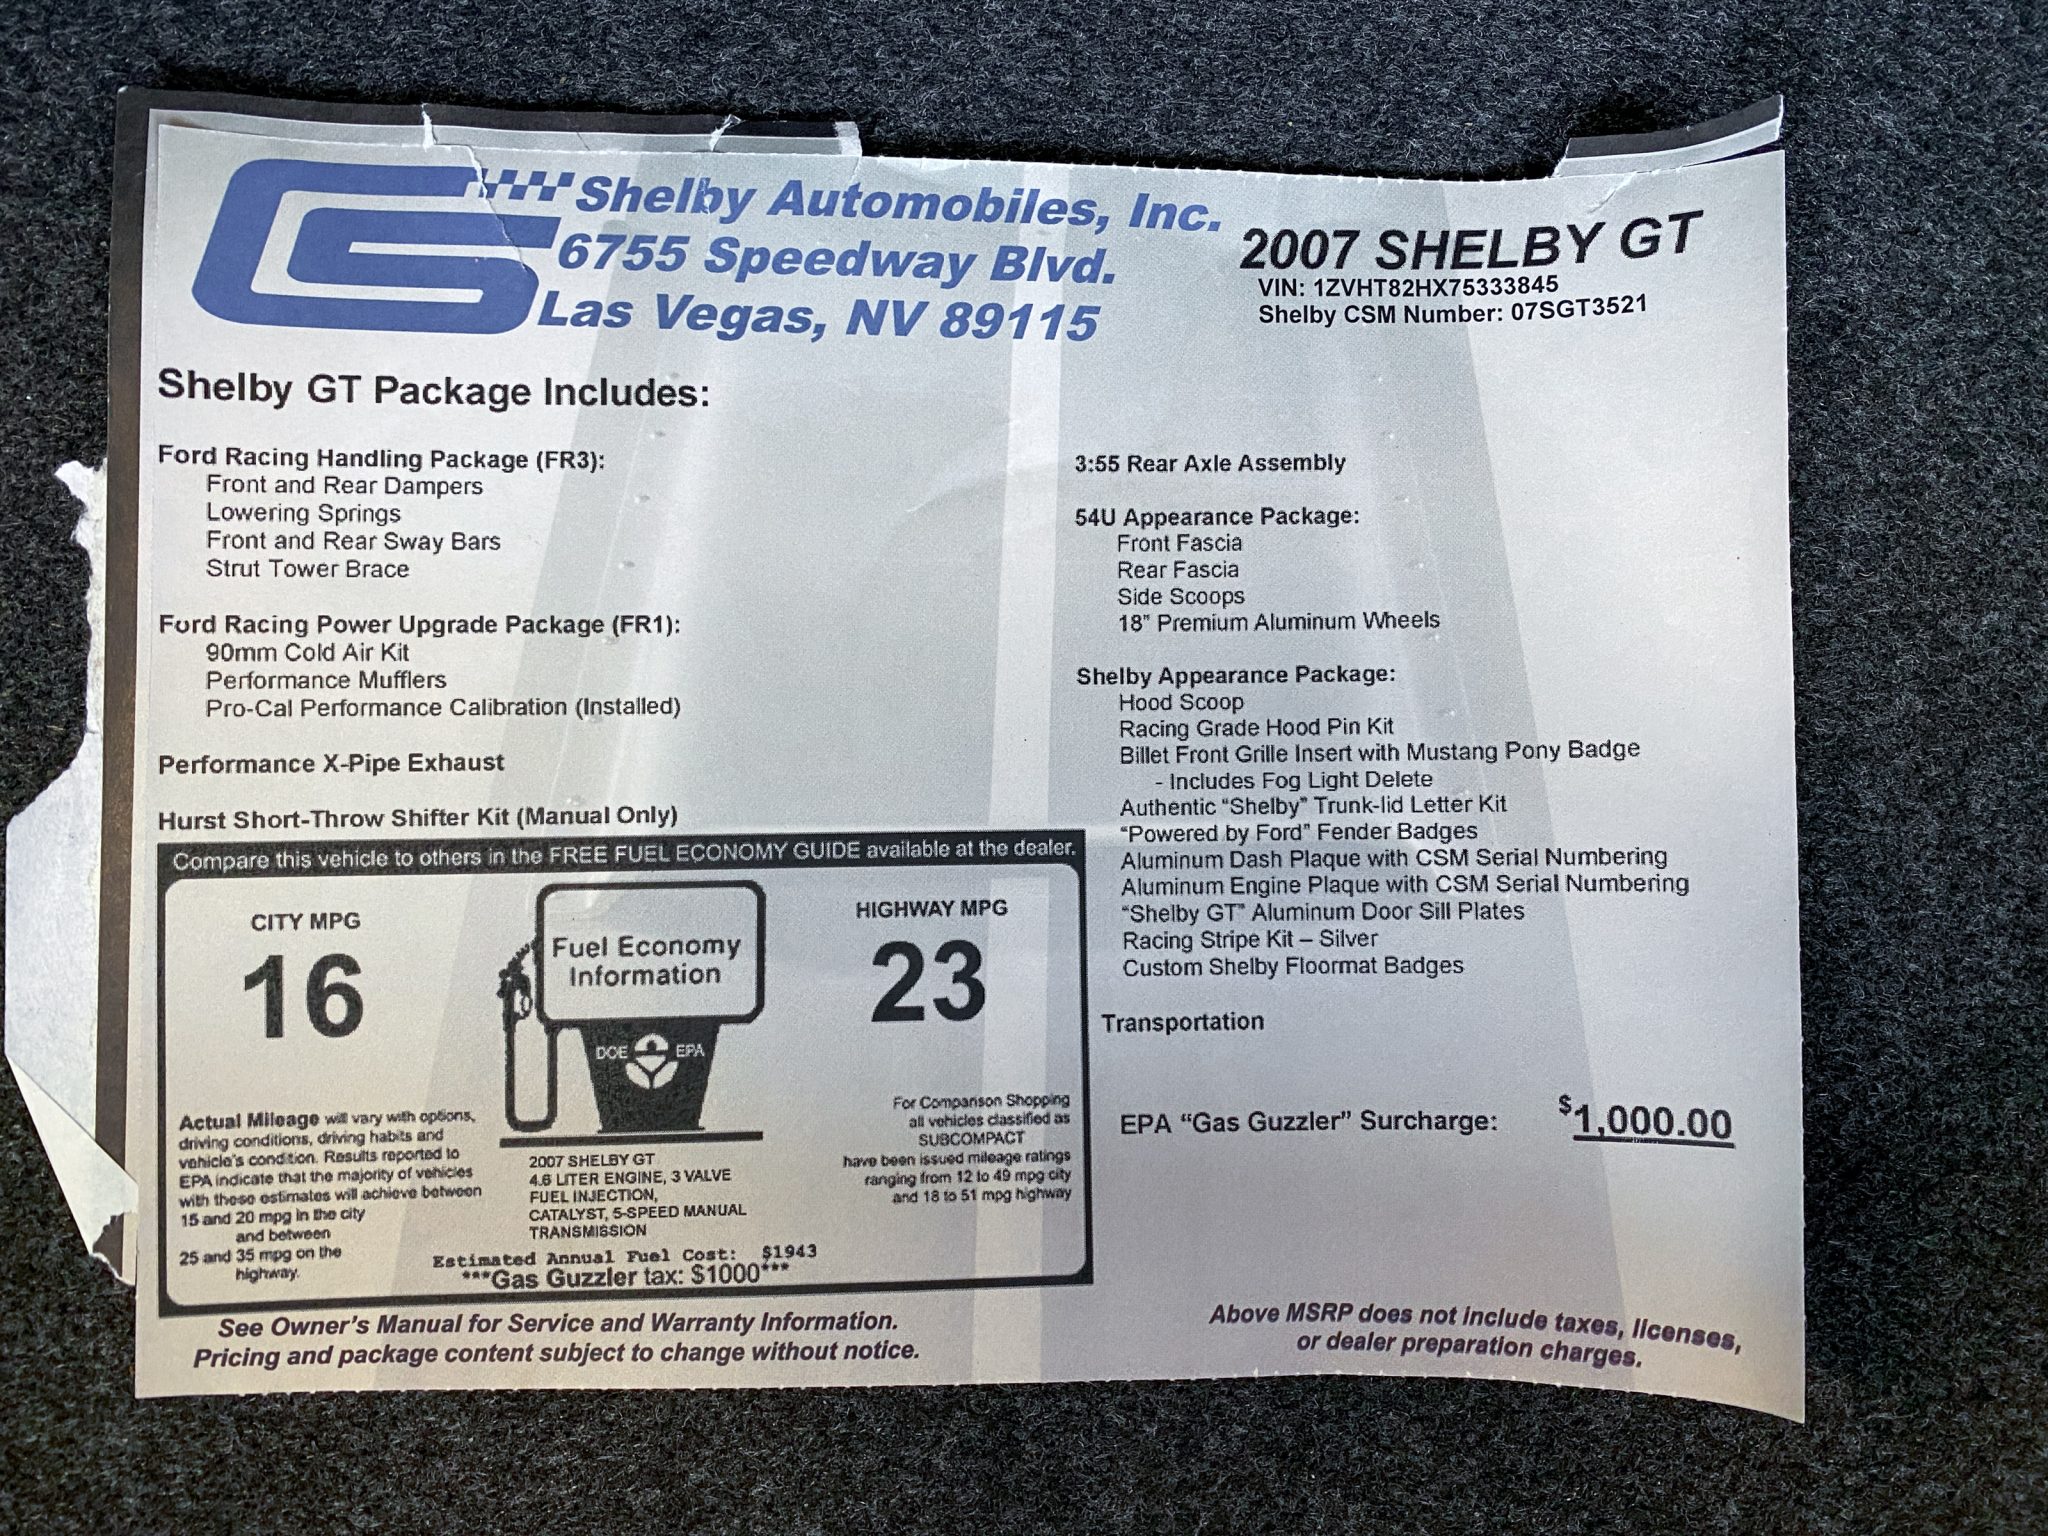 Shelby Automobiles, Inc.
6755 Speedway Blvd.
Las Vegas, NV 89115
2007 SHELBY GT
VIN: 1ZVHT82HX75333845
Shelby CSM Number: 07SGT3521
Shelby GT Package Includes:
Ford Racing Handling Package (FR3):
Front and Rear Dampers
Lowering Springs
Front and Rear Sway Bars
Strut Tower Brace
Ford Racing Power Upgrade Package (FR1):
90mm Cold Air Kit
Performance Mufflers
Pro-Cal Performance Calibration (Installed)
Performance X-Pipe Exhaust
Hurst Short-Throw Shifter Kit (Manual Only)
3:55 Rear Axle Assembly
54U Appearance Package:
Front Fascia
Rear Fascia
Side Scoops
18" Premium Aluminum Wheels
Shelby Appearance Package:
Hood Scoop
Racing Grade Hood Pin Kit
Billet Front Grille Insert with Mustang Pony Badge
- Includes Fog Light Delete
Authentic "Shelby" Trunk-lid Letter Kit
"Powered by Ford" Fender Badges
Aluminum Dash Plaque with CSM Serial Numbering
Aluminum Engine Plaque with CSM Serial Numbering
"Shelby GT" Aluminum Door Sill Plates
Racing Stripe Kit – Silver
Custom Shelby Floormat Badges
Transportation
EPA "Gas Guzzler" Surcharge: $1,000.00
Compare this vehicle to others in the FREE FUEL ECONOMY GUIDE available at the dealer.
CITY MPG
16
Fuel Economy
Information
DOE EPA
HIGHWAY MPG
23
Actual Mileage will vary with options,
driving conditions, driving habits and
vehicle's condition. Results reported to
EPA indicate that the majority of vehicles
with these estimates will achieve between
15 and 20 mpg in the city
and between
25 and 35 mpg on the
highway.
2007 SHELBY GT
4.6 LITER ENGINE, 3 VALVE
FUEL INJECTION,
CATALYST, 5-SPEED MANUAL
TRANSMISSION
For Comparison Shopping
all vehicles classified as
SUBCOMPACT
have been issued mileage ratings
ranging from 12 to 49 mpg city
and 18 to 51 mpg highway
Estimated Annual Fuel Cost: $1943
***Gas Guzzler tax: $1000***
See Owner's Manual for Service and Warranty Information.
Pricing and package content subject to change without notice.
Above MSRP does not include taxes, licenses,
or dealer preparation charges.